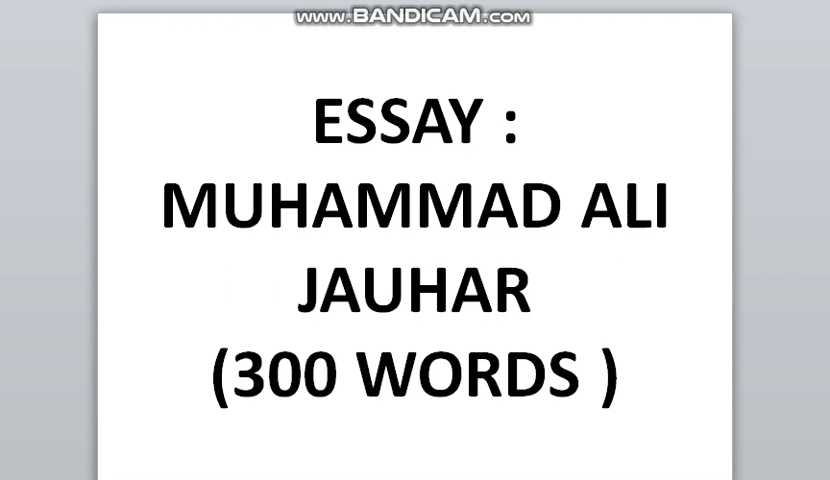 www.BANDICAM.com
ESSAY :
MUHAMMAD ALI
JAUHAR
(300 WORDS )